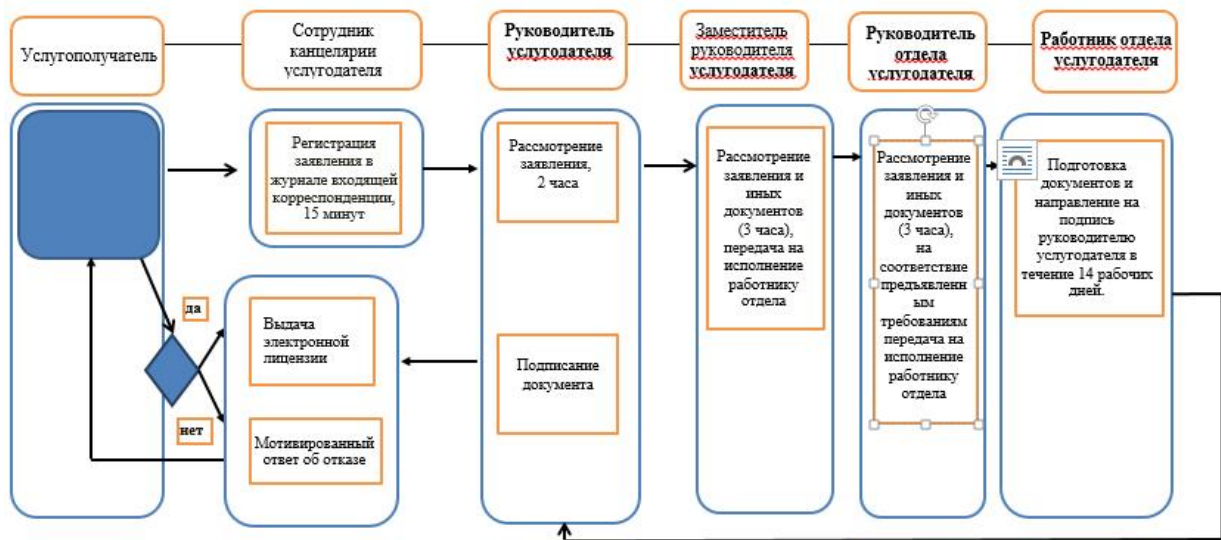 Услугополучатель
Сотрудник
канцелярии
услугодателя
Руководитель
услугодателя
Заместитель
руководителя
услугодателя
Руководитель
отдела
услугодателя
Работник отдела
услугодателя
Регистрация
заявления в
журнале входящей
корреспонденции,
15 минут
Рассмотрение
заявления,
2 часа
Рассмотрение
заявления и
иных
документов
(3 часа),
передача на
исполнение
работнику
отдела
Рассмотрение
заявления и
иных
документов
(3 часа),
на
соответствие
предъявленн
ым
требованиям
передача на
исполнение
работнику
отдела
Подготовка
документов и
направление на
подпись
руководителю
услугодателя в
течение 14 рабочих
дней.
да
Выдача
электронной
лицензии
Подписание
документа
нет
Мотивированный
ответ об отказе